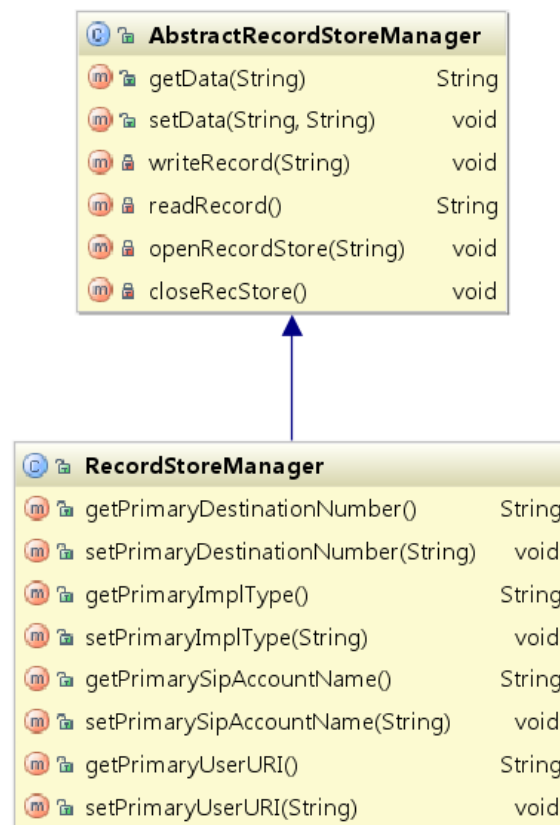 AbstractRecordStoreManager
getData(String) String
setData(String, String) void
writeRecord(String) void
readRecord() String
openRecordStore(String) void
closeRecStore() void
RecordStoreManager
getPrimaryDestinationNumber() String
setPrimaryDestinationNumber(String) void
getPrimaryImplType() String
setPrimaryImplType(String) void
getPrimarySipAccountName() String
setPrimarySipAccountName(String) void
getPrimaryUserURI() String
setPrimaryUserURI(String) void